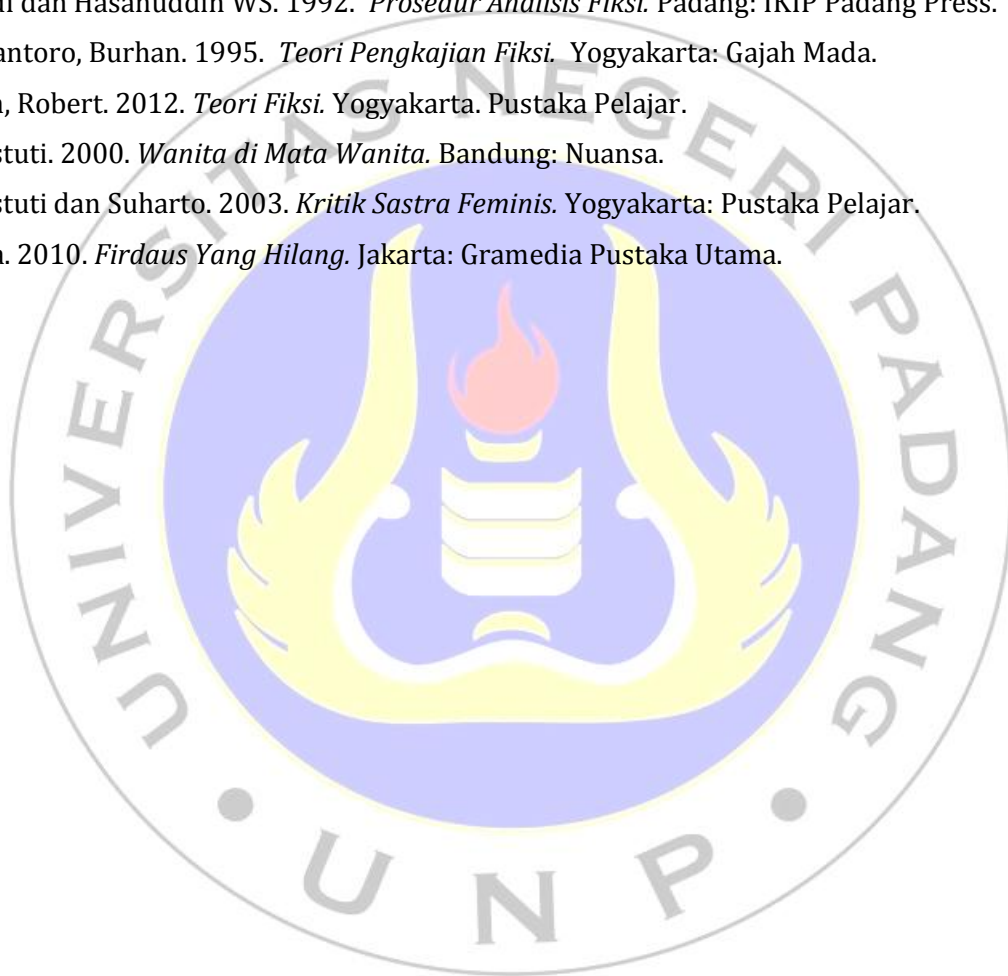 dan Hasanuddin WS. 1992. Prosedur Analisis Fiksi. Padang: IKIP Padang Press.
antoro, Burhan. 1995. Teori Pengkajian Fiksi. Yogyakarta: Gajah Mada.
, Robert. 2012. Teori Fiksi. Yogyakarta. Pustaka Pelajar.
stuti. 2000. Wanita di Mata Wanita. Bandung: Nuansa.
stuti dan Suharto. 2003. Kritik Sastra Feminis. Yogyakarta: Pustaka Pelajar.
. 2010. Firdaus Yang Hilang. Jakarta: Gramedia Pustaka Utama.
UNIVERSITAS NEGERI PADANG
• UNP •